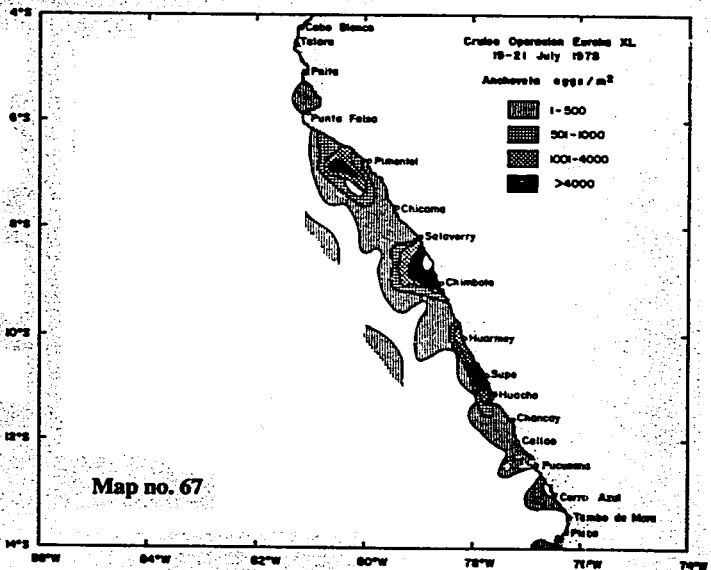 4°S
Cabo Blanco
Talara
Cruise Operacion Eureka XL
19-21 July 1978
Paita
Anchoveta eggs/m²
1-500
6°S
Punta Falsa
501-1000
Pimentel
1001-4000
>4000
Chicama
8°S
Salaverry
Chimbote
10°S
Huarmey
Supe
Huacho
Chancay
12°S
Callao
Pucusana
Map no. 67
Cerro Azul
Tambo de Mora
Pisco
14°S
86°W 84°W 82°W 80°W 78°W 76°W 74°W